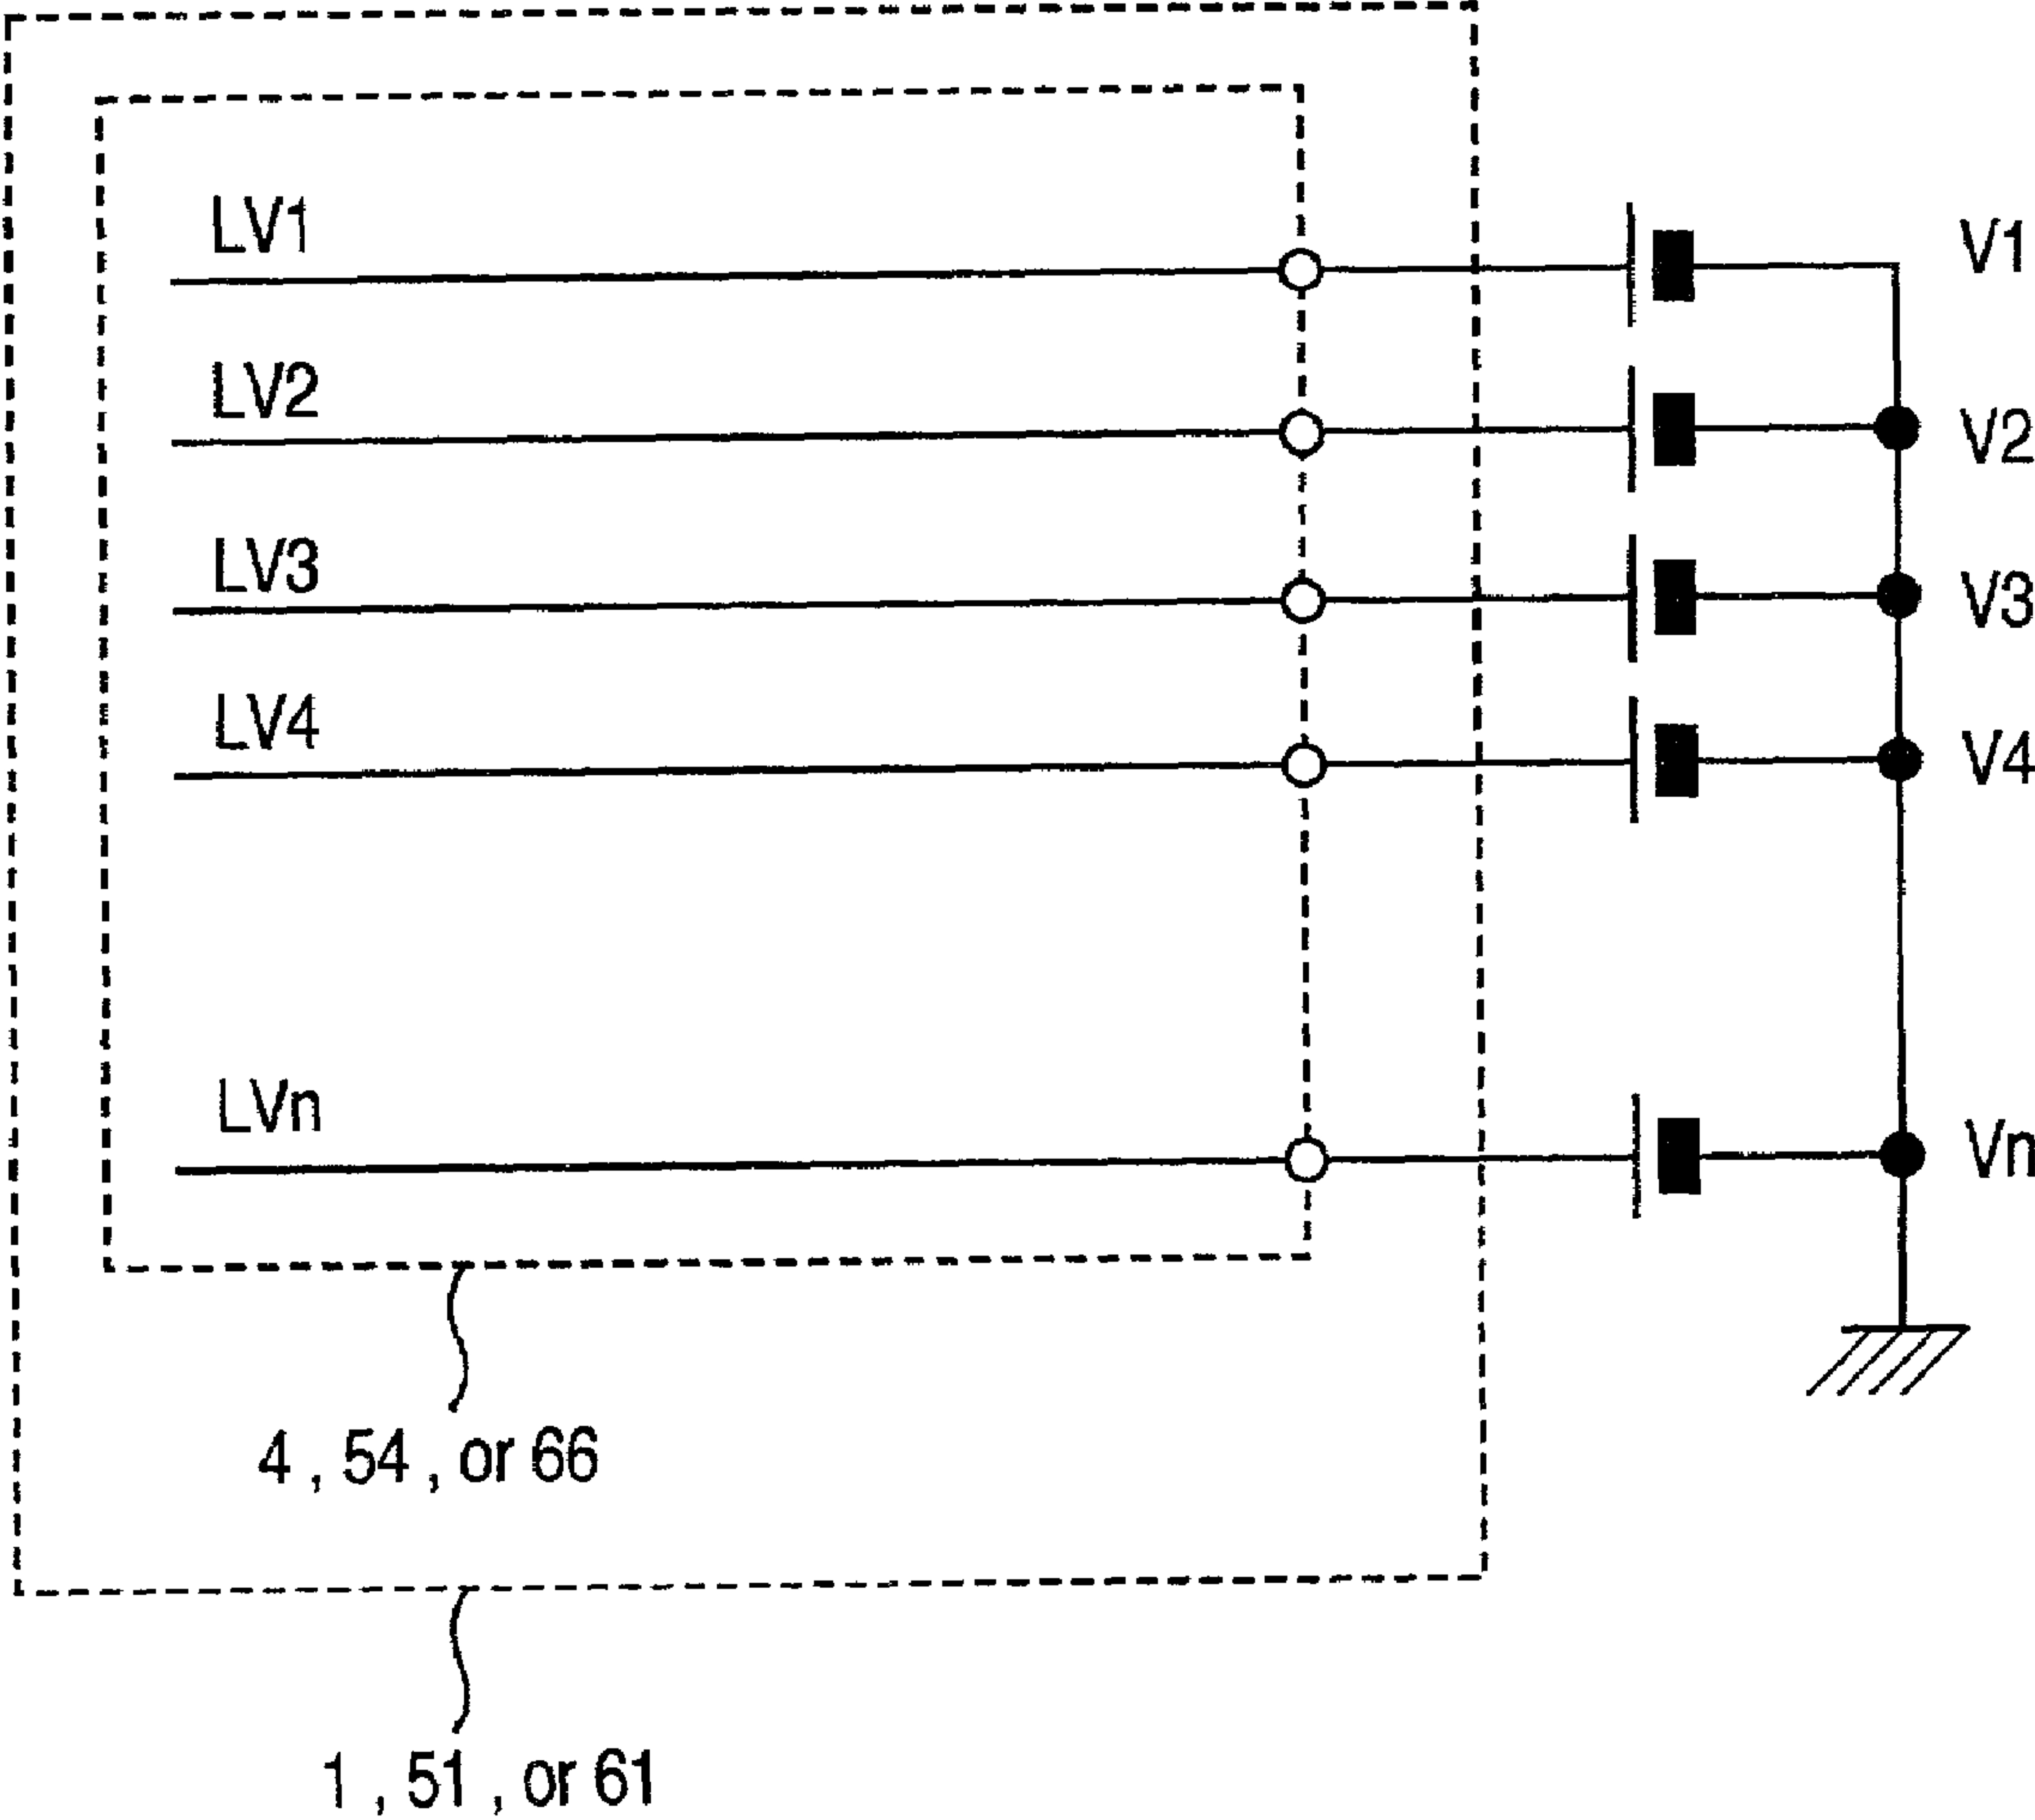 LV1
V1
LV2
V2
LV3
V3
LV4
V4
LVn
Vn
4 , 54 , or 66
1 , 51 , or 61